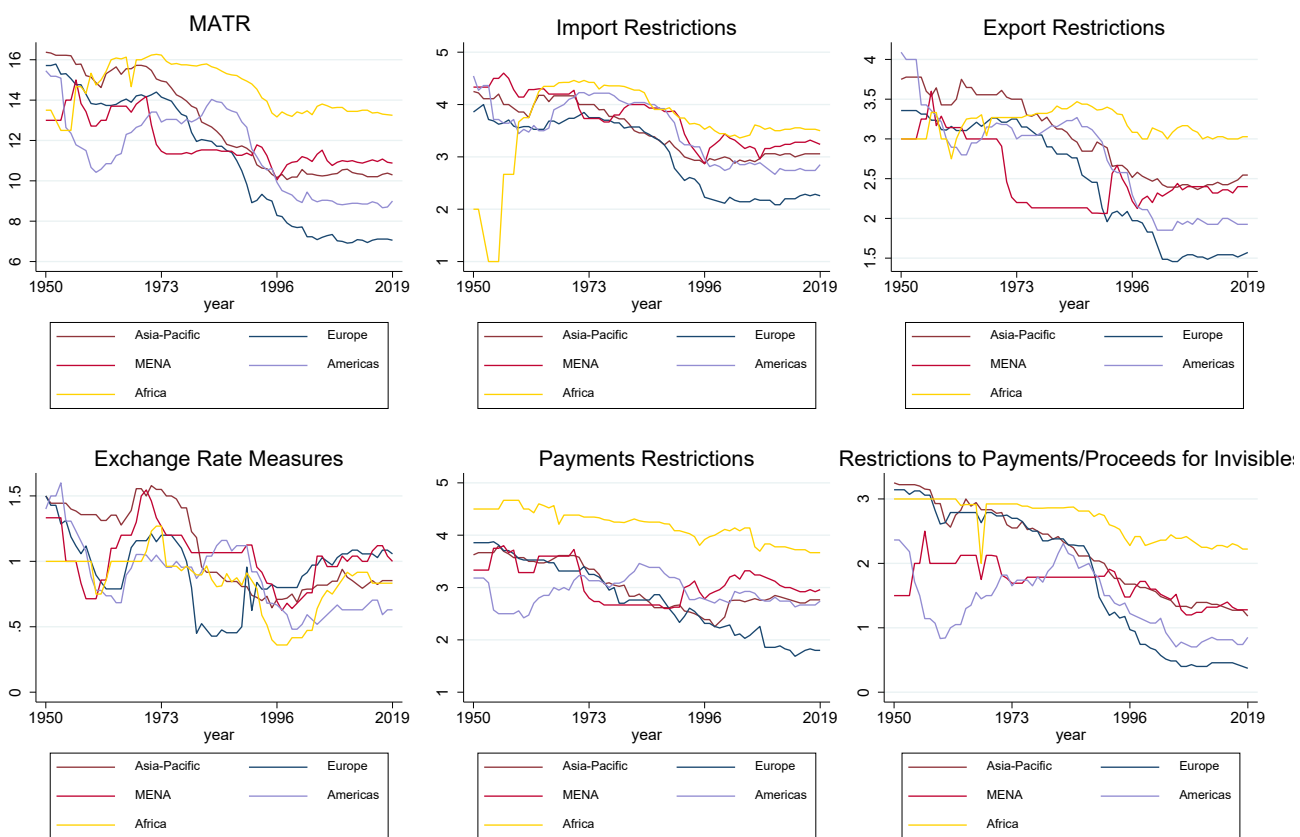 MATR
16
14
12
10
8
6
1950 1973 1996 2019
year
Asia-Pacific Europe
MENA Americas
Africa
Import Restrictions
5
4
3
2
1
1950 1973 1996 2019
year
Asia-Pacific Europe
MENA Americas
Africa
Export Restrictions
4
3.5
3
2.5
2
1.5
1950 1973 1996 2019
year
Asia-Pacific Europe
MENA Americas
Africa
Exchange Rate Measures
1.5
1
.5
0
1950 1973 1996 2019
year
Asia-Pacific Europe
MENA Americas
Africa
Payments Restrictions
5
4
3
2
1
1950 1973 1996 2019
year
Asia-Pacific Europe
MENA Americas
Africa
Restrictions to Payments/Proceeds for Invisibles
3
2
1
0
1950 1973 1996 2019
year
Asia-Pacific Europe
MENA Americas
Africa